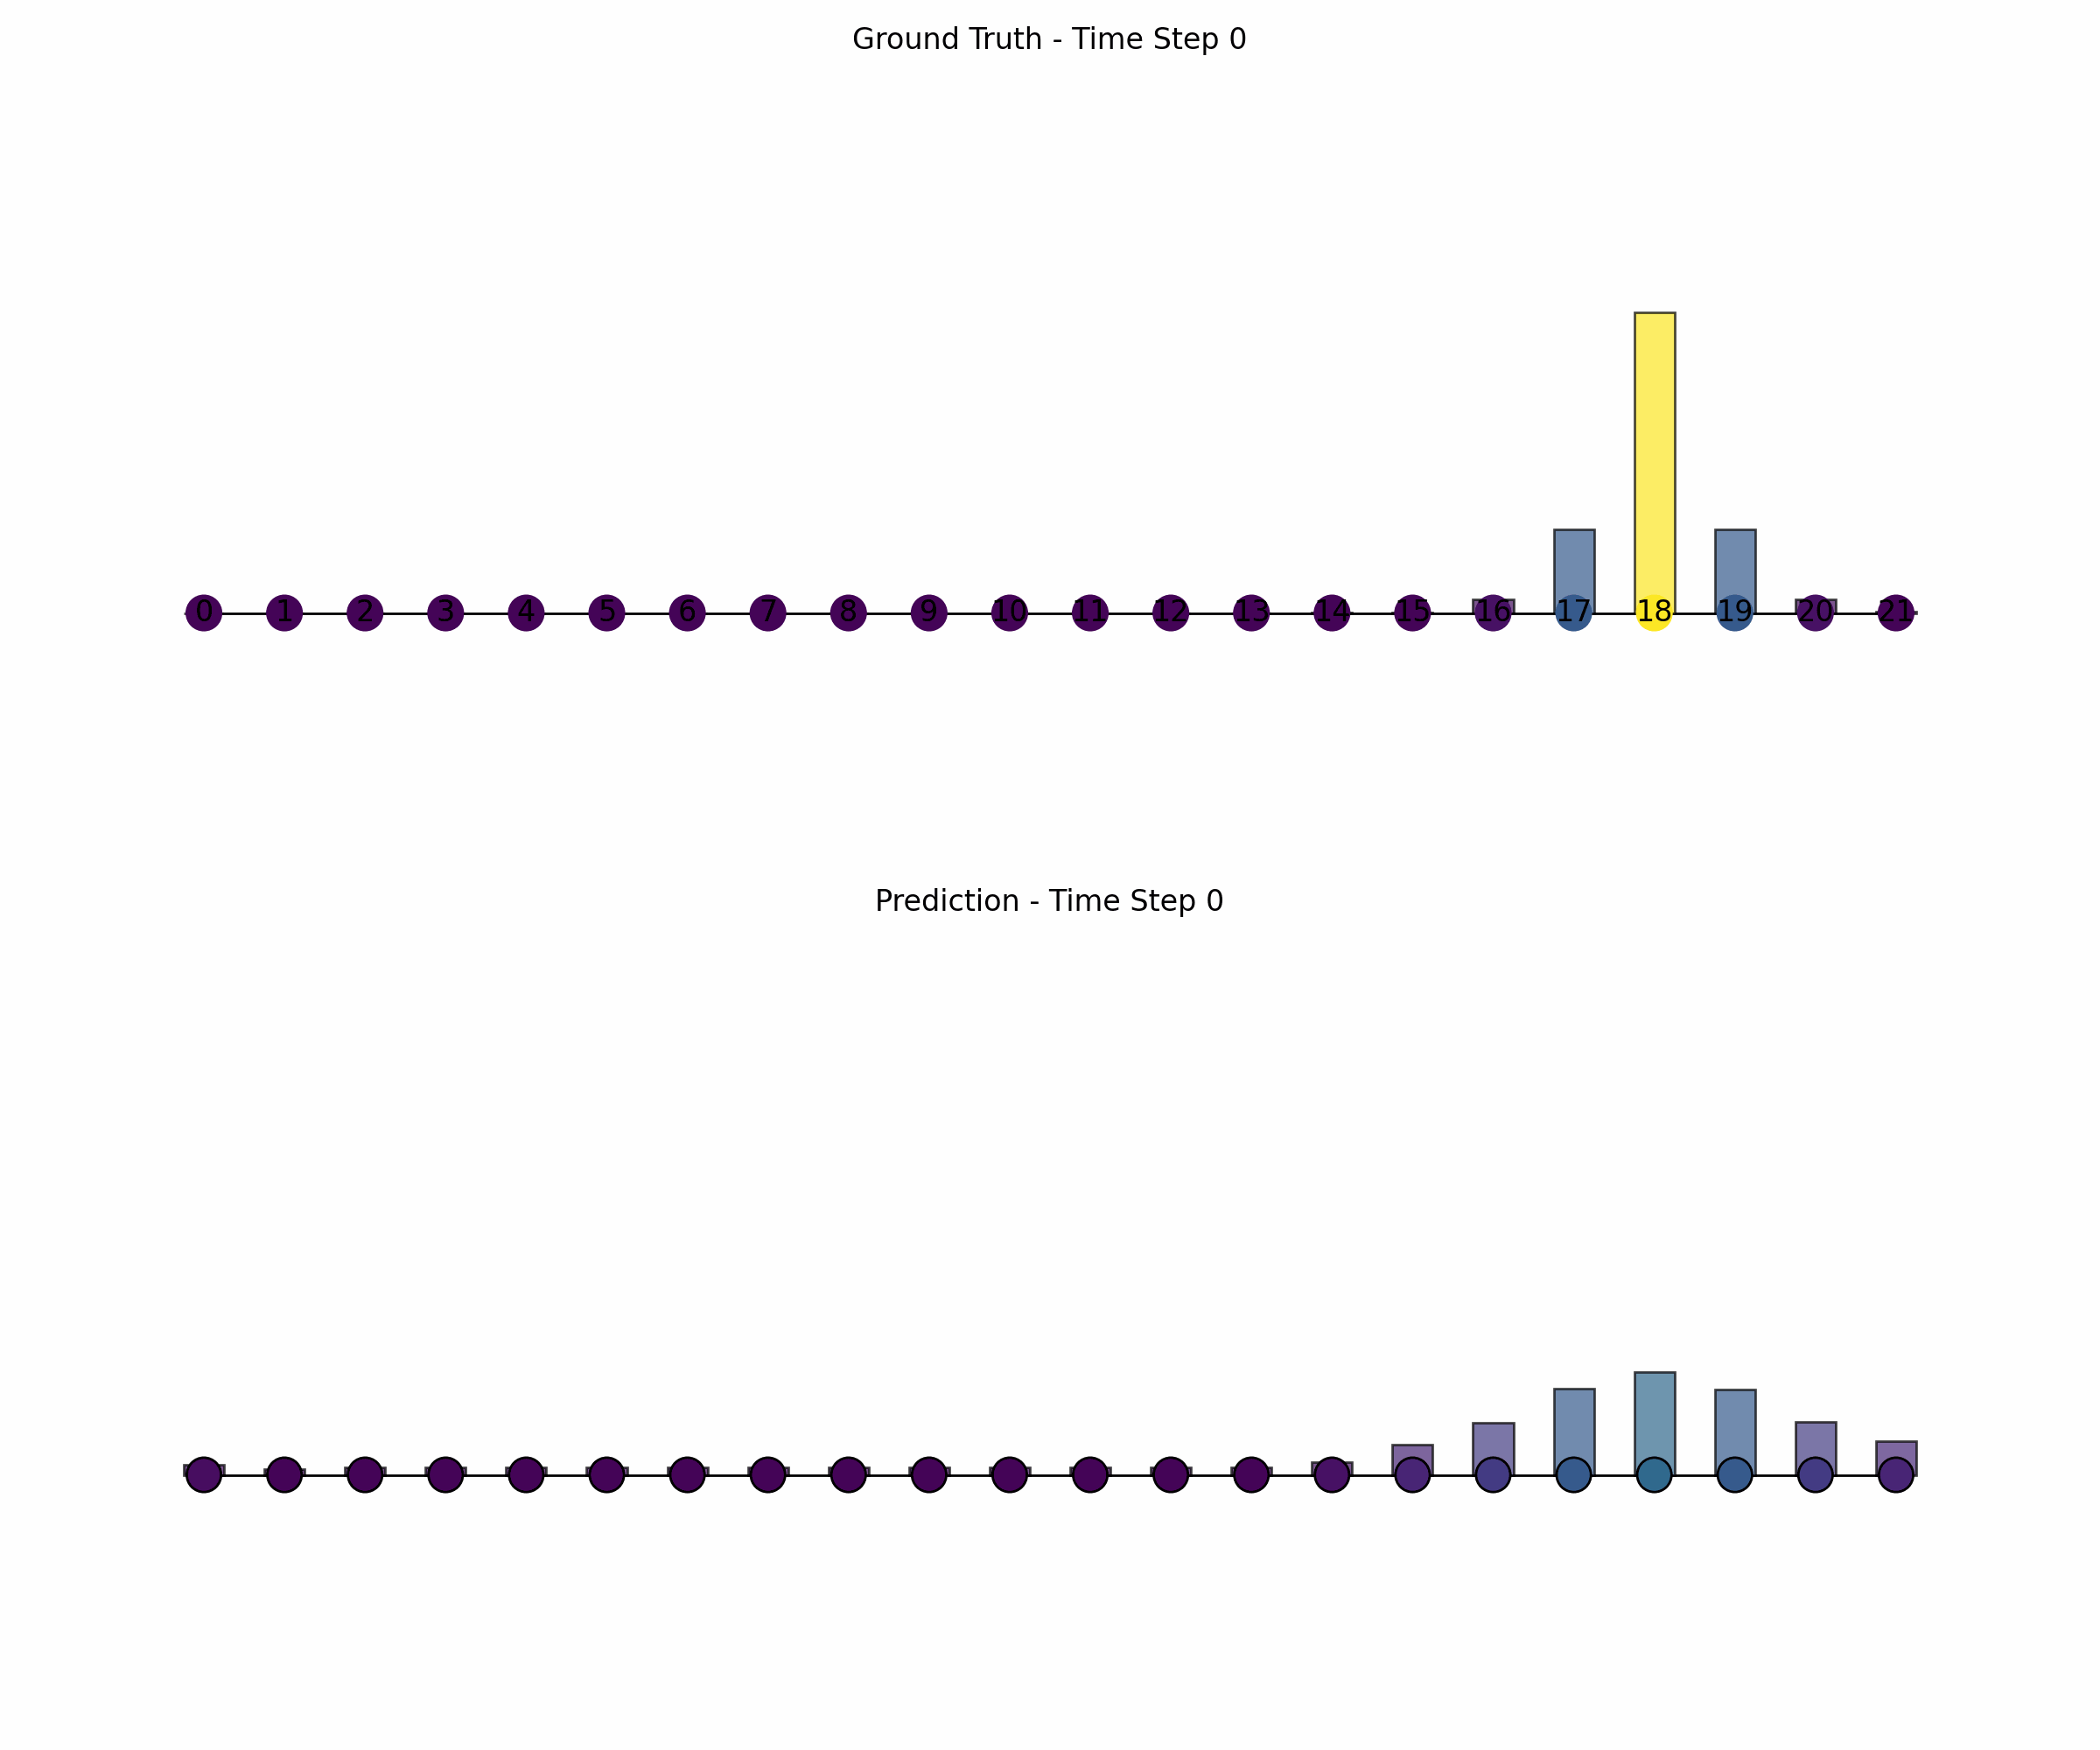 Ground Truth - Time Step 0
0 1 2 3 4 5 6 7 8 9 10 11 12 13 14 15 16 17 18 19 20 21
Prediction - Time Step 0